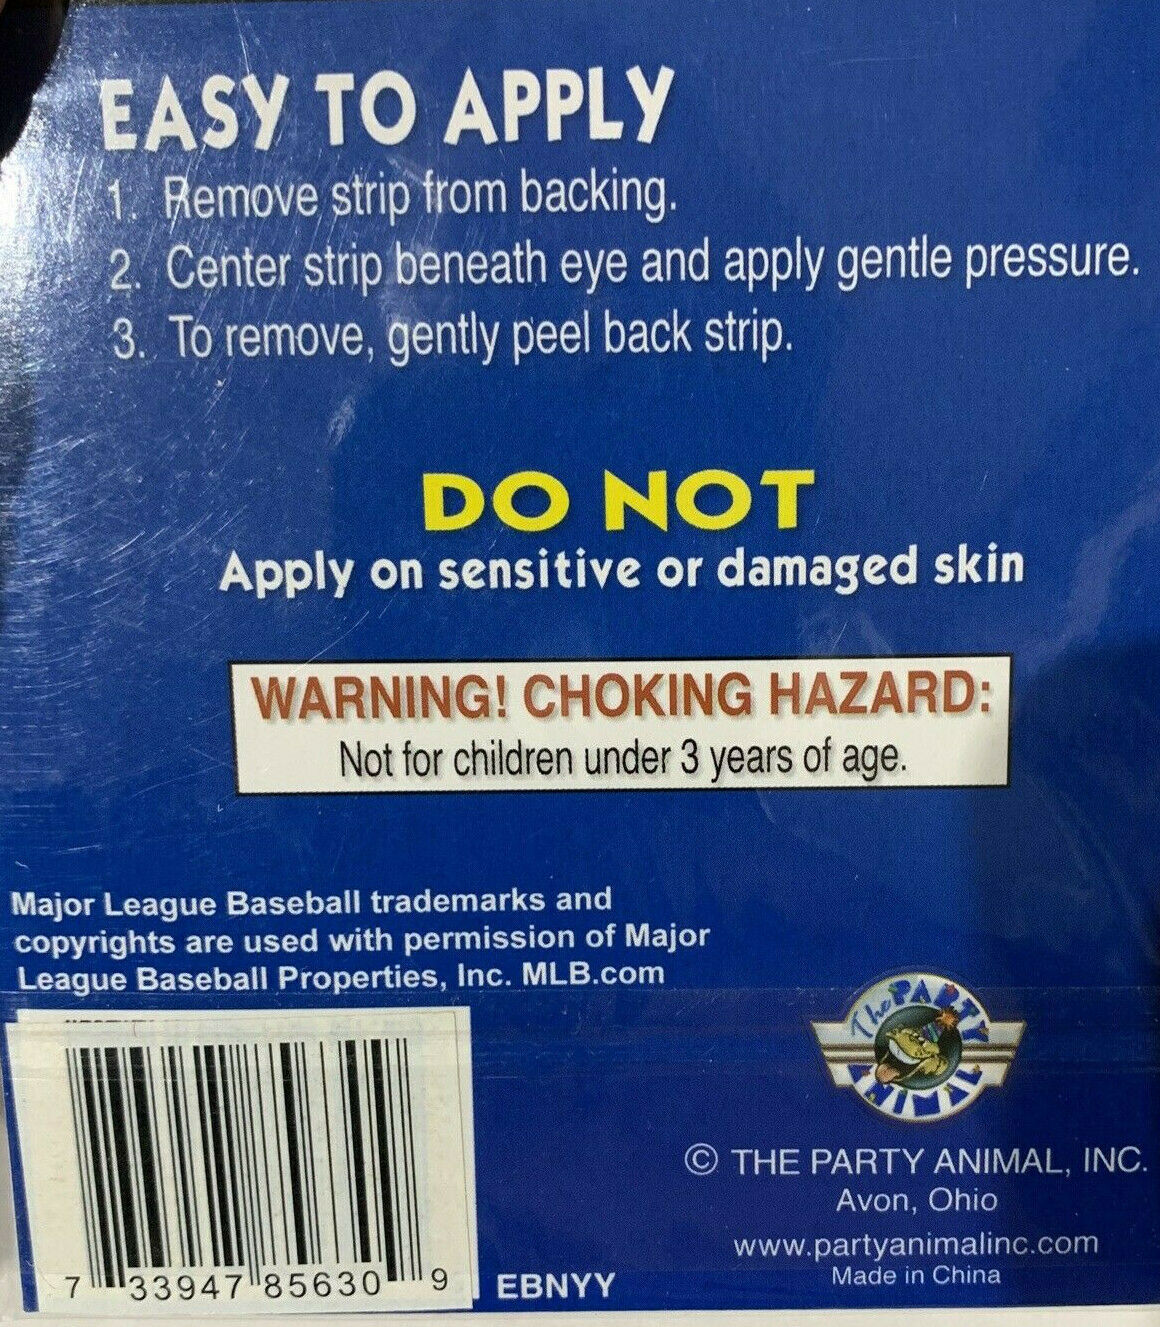 EASY TO APPLY
1. Remove strip from backing.
2. Center strip beneath eye and apply gentle pressure.
3. To remove, gently peel back strip.
DO NOT
Apply on sensitive or damaged skin
WARNING! CHOKING HAZARD:
Not for children under 3 years of age.
Major League Baseball trademarks and
copyrights are used with permission of Major
League Baseball Properties, Inc. MLB.com
The PARTY
ANIMAL
© THE PARTY ANIMAL, INC.
Avon, Ohio
www.partyanimalinc.com
Made in China
7 33947 85630 9
EBNYY